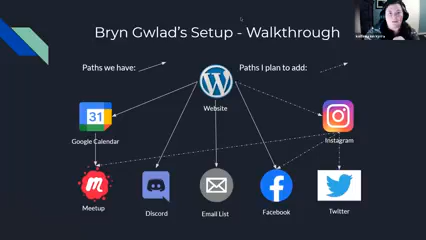 Bryn Gwlad's Setup - Walkthrough
Paths we have:
Paths I plan to add:
Website
31
Google Calendar
Instagram
Meetup
Discord
Email List
Facebook
Twitter